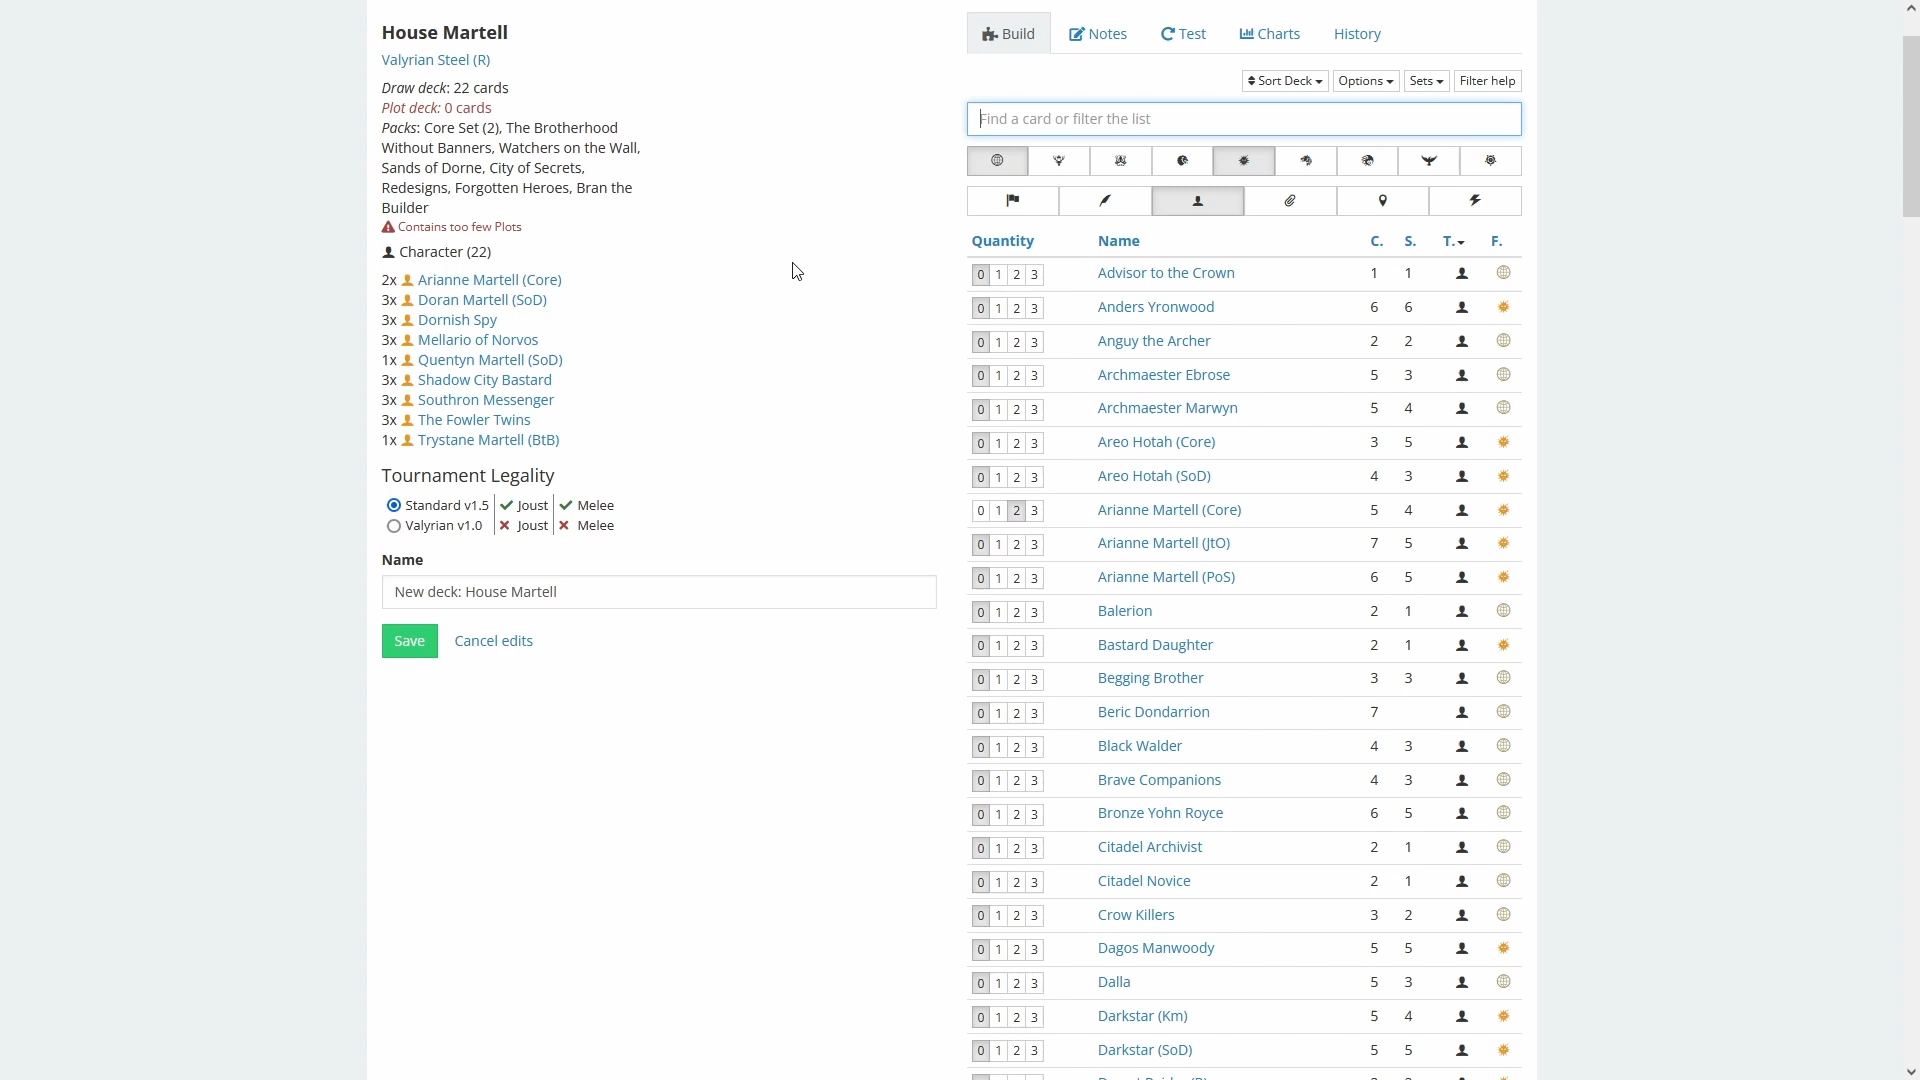 House Martell
Valyrian Steel (R)
Draw deck: 22 cards
Plot deck: 0 cards
Packs: Core Set (2), The Brotherhood
Without Banners, Watchers on the Wall,
Sands of Dorne, City of Secrets,
Redesigns, Forgotten Heroes, Bran the
Builder
Contains too few Plots
Character (22)
2x Arianne Martell (Core)
3x Doran Martell (SoD)
3x Dornish Spy
3x Mellario of Norvos
1x Quentyn Martell (SoD)
3x Shadow City Bastard
3x Southron Messenger
3x The Fowler Twins
1x Trystane Martell (BtB)
Tournament Legality
Standard v1.5 Joust Melee
Valyrian v1.0 Joust Melee
Name
New deck: House Martell
Save Cancel edits
Build Notes Test Charts History
Sort Deck Options Sets Filter help
Find a card or filter the list
Quantity Name C. S. T. F.
0 1 2 3 Advisor to the Crown 1 1
0 1 2 3 Anders Yronwood 6 6
0 1 2 3 Anguy the Archer 2 2
0 1 2 3 Archmaester Ebrose 5 3
0 1 2 3 Archmaester Marwyn 5 4
0 1 2 3 Areo Hotah (Core) 3 5
0 1 2 3 Areo Hotah (SoD) 4 3
0 1 2 3 Arianne Martell (Core) 5 4
0 1 2 3 Arianne Martell (JtO) 7 5
0 1 2 3 Arianne Martell (PoS) 6 5
0 1 2 3 Balerion 2 1
0 1 2 3 Bastard Daughter 2 1
0 1 2 3 Begging Brother 3 3
0 1 2 3 Beric Dondarrion 7
0 1 2 3 Black Walder 4 3
0 1 2 3 Brave Companions 4 3
0 1 2 3 Bronze Yohn Royce 6 5
0 1 2 3 Citadel Archivist 2 1
0 1 2 3 Citadel Novice 2 1
0 1 2 3 Crow Killers 3 2
0 1 2 3 Dagos Manwoody 5 5
0 1 2 3 Dalla 5 3
0 1 2 3 Darkstar (Km) 5 4
0 1 2 3 Darkstar (SoD) 5 5